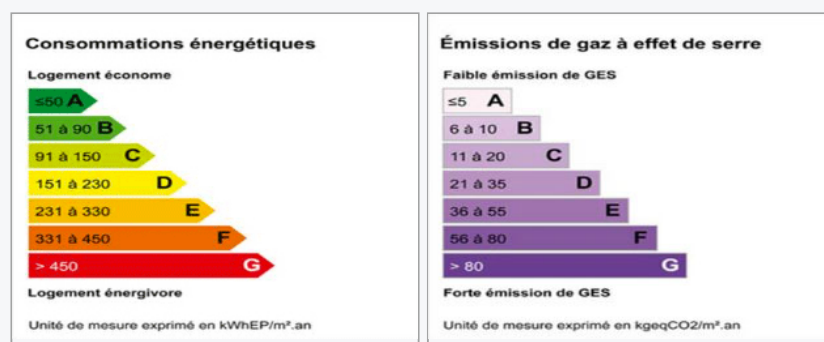 Consommations énergétiques
Logement économe
≤50 A
51 à 90 B
91 à 150 C
151 à 230 D
231 à 330 E
331 à 450 F
> 450 G
Logement énergivore
Unité de mesure exprimé en kWhEP/m².an
Émissions de gaz à effet de serre
Faible émission de GES
≤5 A
6 à 10 B
11 à 20 C
21 à 35 D
36 à 55 E
56 à 80 F
> 80 G
Forte émission de GES
Unité de mesure exprimé en kgeqCO2/m².an